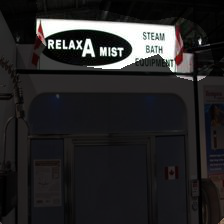 RELAXA MIST
STEAM
BATH
EQUIPMENT